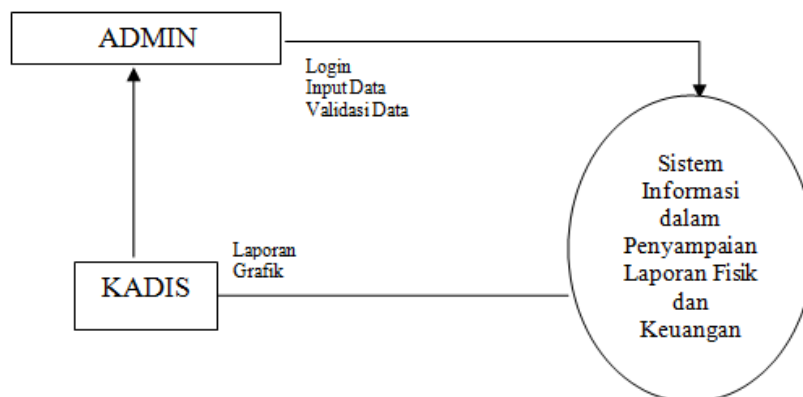 ADMIN
Login
Input Data
Validasi Data
Sistem
Informasi
dalam
Penyampaian
Laporan Fisik
dan
Keuangan
Laporan
Grafik
KADIS